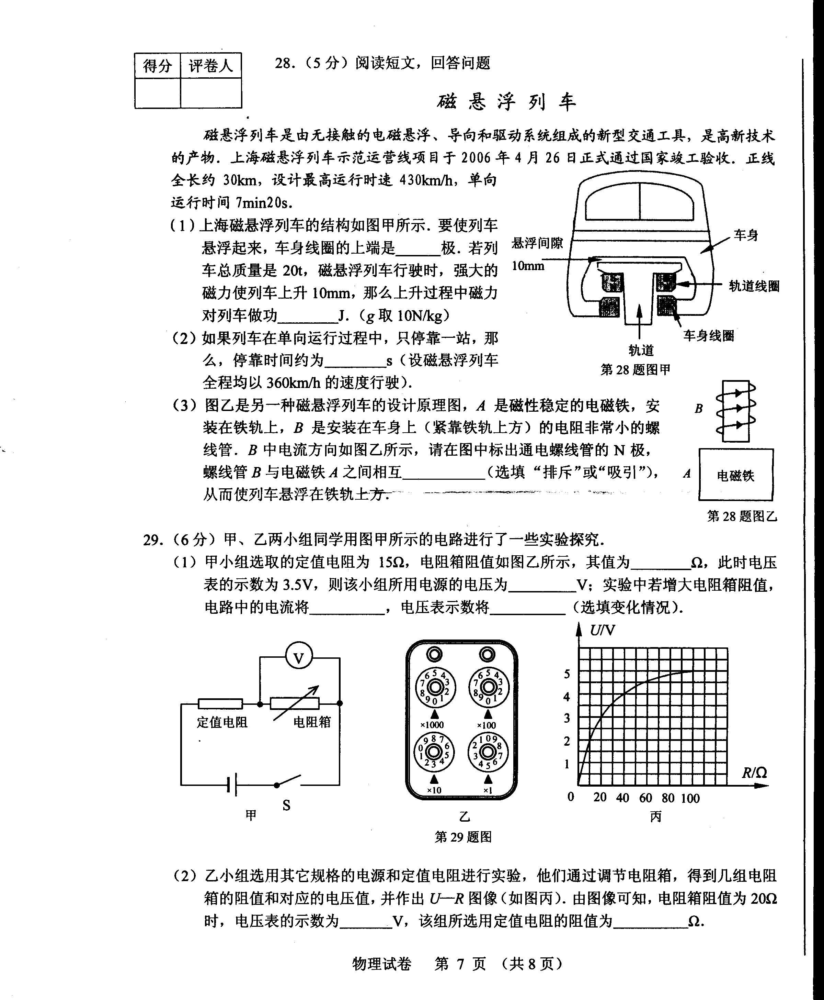 得分 评卷人
28.（5 分）阅读短文，回答问题
磁 悬 浮 列 车
磁悬浮列车是由无接触的电磁悬浮、导向和驱动系统组成的新型交通工具，是高新技术
的产物．上海磁悬浮列车示范运营线项目于 2006 年 4 月 26 日正式通过国家竣工验收．正线
全长约 30km，设计最高运行时速 430km/h，单向
运行时间 7min20s．
（1）上海磁悬浮列车的结构如图甲所示．要使列车
悬浮起来，车身线圈的上端是______极．若列
车总质量是 20t，磁悬浮列车行驶时，强大的
磁力使列车上升 10mm，那么上升过程中磁力
对列车做功________J.（g 取 10N/kg）
悬浮间隙
10mm
车身
轨道线圈
车身线圈
轨道
第 28 题图甲
（2）如果列车在单向运行过程中，只停靠一站，那
么，停靠时间约为________s（设磁悬浮列车
全程均以 360km/h 的速度行驶）．
（3）图乙是另一种磁悬浮列车的设计原理图，A 是磁性稳定的电磁铁，安
装在铁轨上，B 是安装在车身上（紧靠铁轨上方）的电阻非常小的螺
线管．B 中电流方向如图乙所示，请在图中标出通电螺线管的 N 极，
螺线管 B 与电磁铁 A 之间相互___________（选填“排斥”或“吸引”），
从而使列车悬浮在铁轨上方．
B
A
电磁铁
第 28 题图乙
29.（6 分）甲、乙两小组同学用图甲所示的电路进行了一些实验探究．
（1）甲小组选取的定值电阻为 15Ω，电阻箱阻值如图乙所示，其值为________Ω，此时电压
表的示数为 3.5V，则该小组所用电源的电压为_________V；实验中若增大电阻箱阻值，
电路中的电流将__________，电压表示数将__________（选填变化情况）．
V
定值电阻
电阻箱
S
甲
6 5 4 3 2 1 0 9 8 7
6 5 4 3 2 1 0 9 8 7
×1000
×100
9 8 7 6 5 4 3 2 1 0
2 1 0 9 8 7 6 5 4 3
×10
×1
乙
第 29 题图
U/V
5
4
3
2
1
R/Ω
0 20 40 60 80 100
丙
（2）乙小组选用其它规格的电源和定值电阻进行实验，他们通过调节电阻箱，得到几组电阻
箱的阻值和对应的电压值，并作出 U—R 图像（如图丙）．由图像可知，电阻箱阻值为 20Ω
时，电压表的示数为_______V，该组所选用定值电阻的阻值为__________Ω．
物理试卷 第 7 页 （共 8 页）